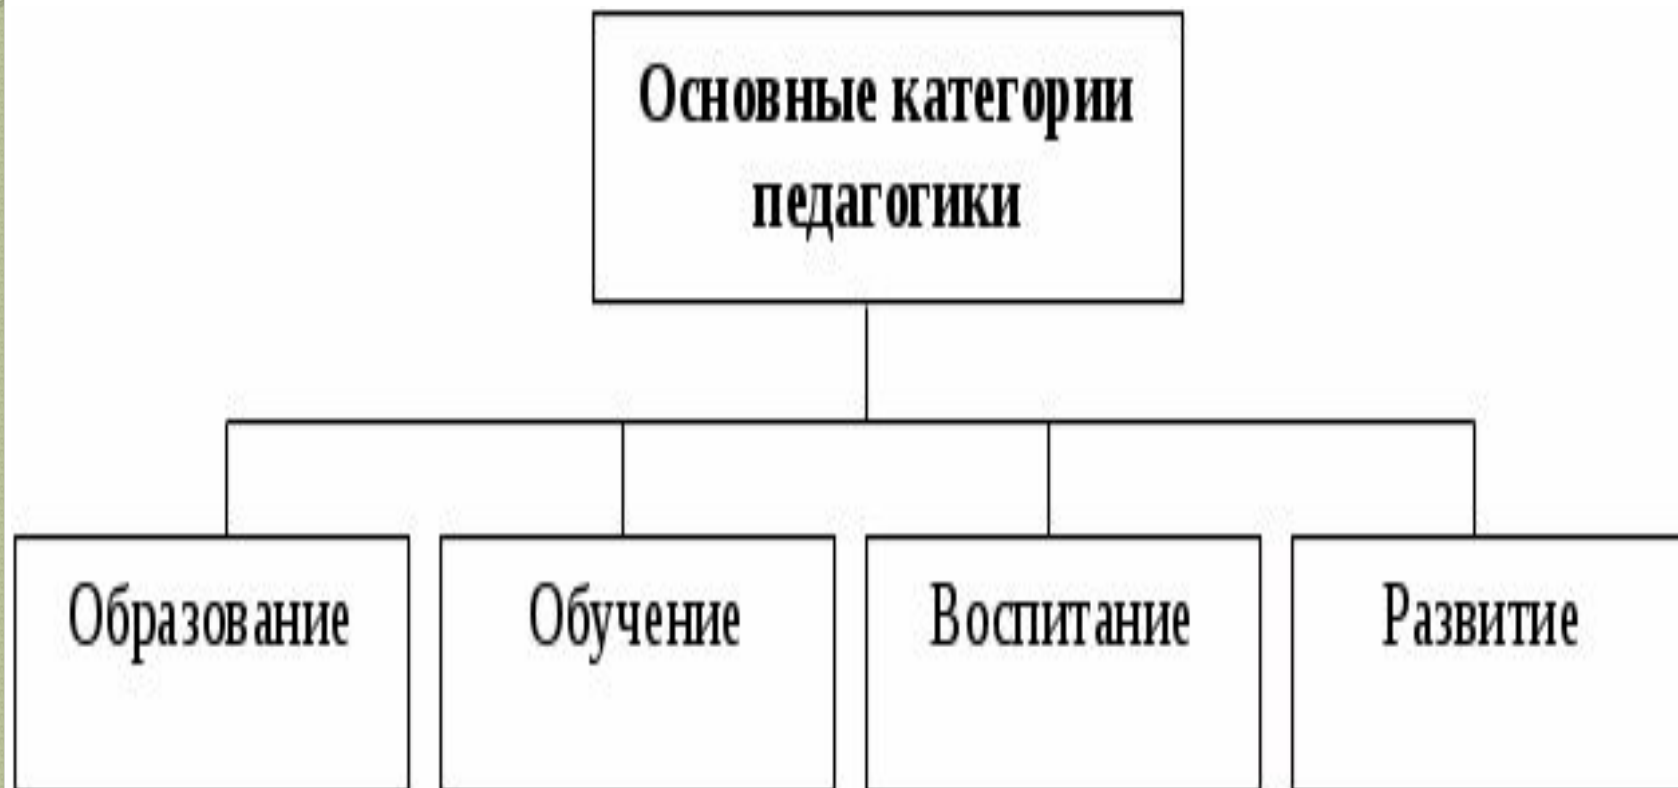 Основные категории
педагогики
Образование
Обучение
Воспитание
Развитие